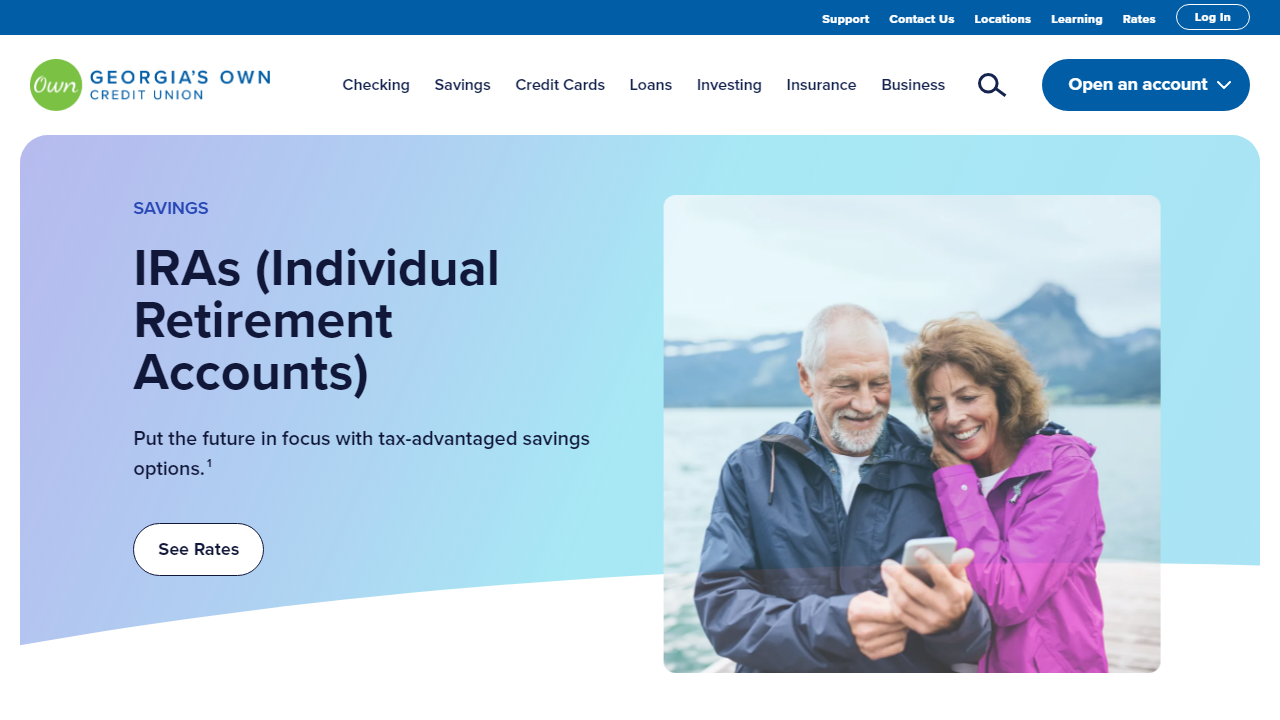 Support Contact Us Locations Learning Rates Log In
Own GEORGIA'S OWN
CREDIT UNION
Checking Savings Credit Cards Loans Investing Insurance Business Open an account
SAVINGS
IRAs (Individual
Retirement
Accounts)
Put the future in focus with tax-advantaged savings
options.¹
See Rates